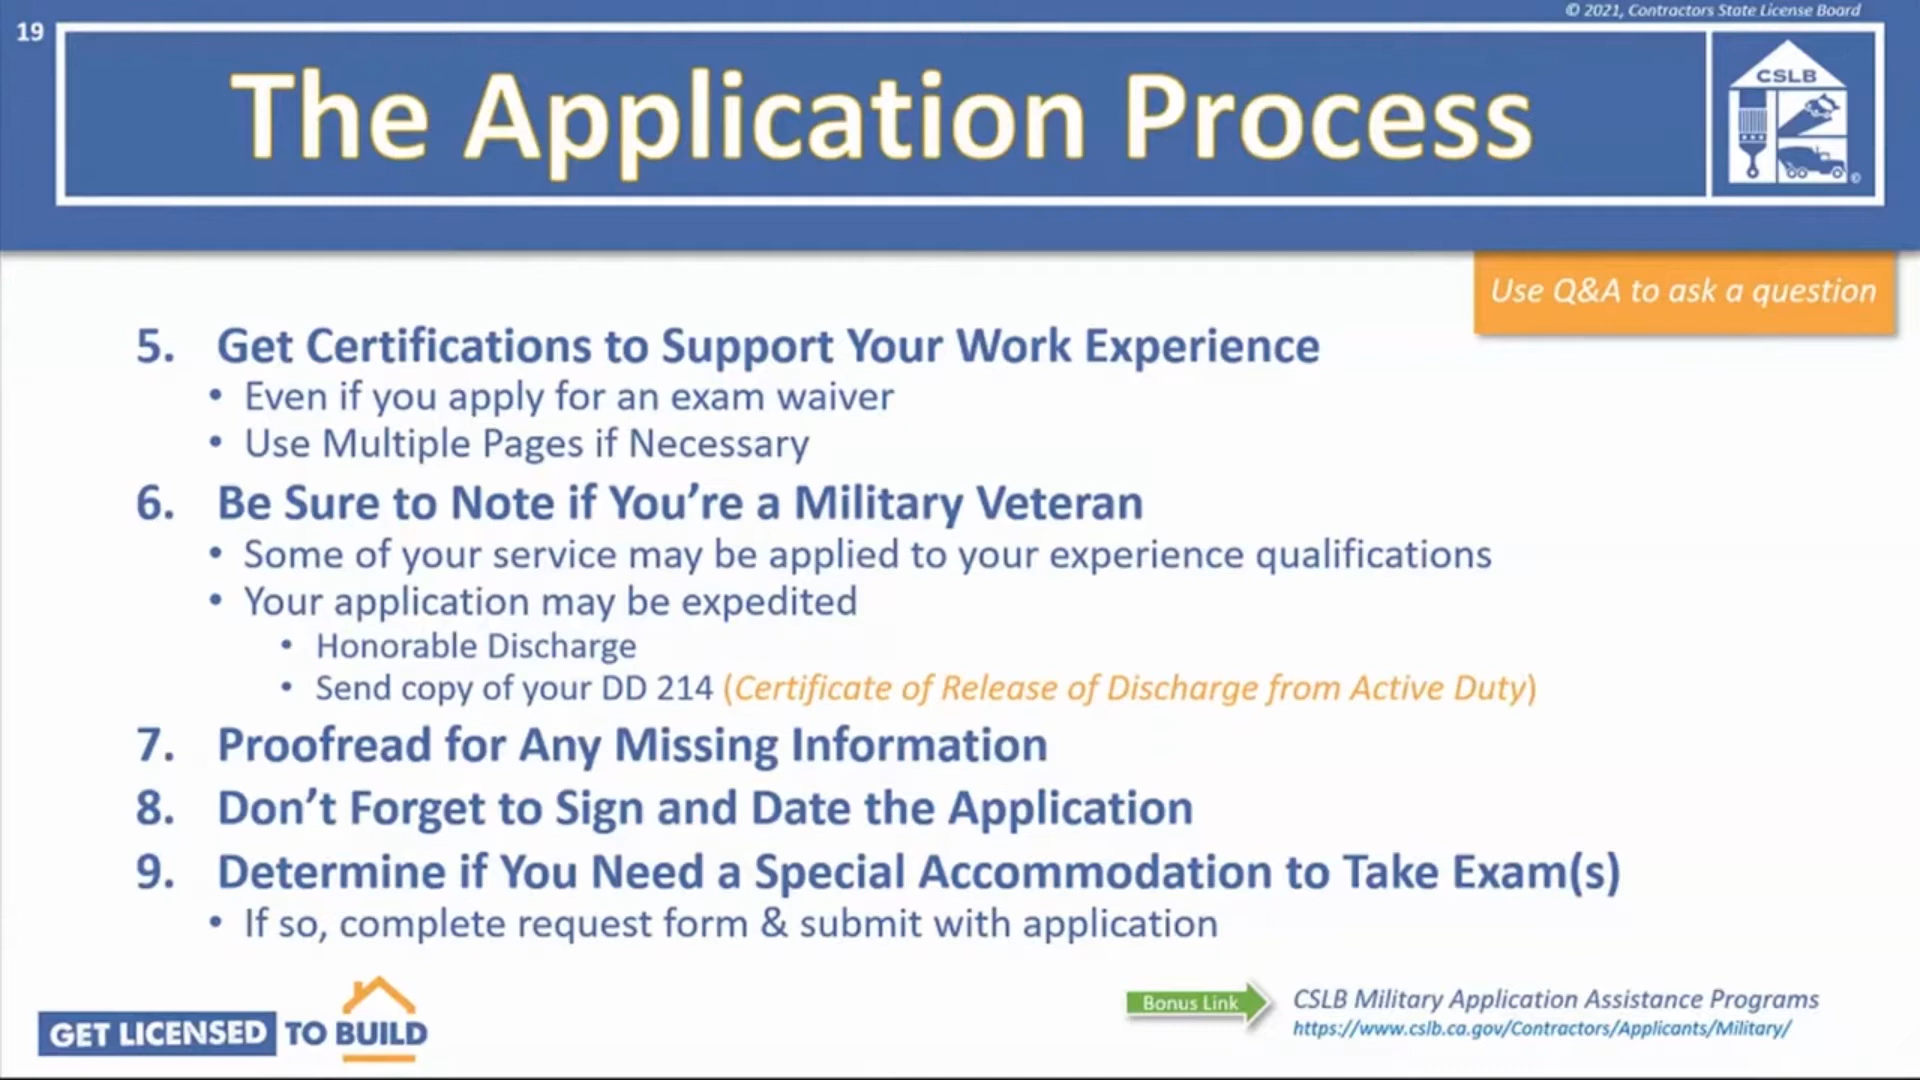 © 2021, Contractors State License Board
19
The Application Process
CSLB
©
Use Q&A to ask a question
5. Get Certifications to Support Your Work Experience
• Even if you apply for an exam waiver
• Use Multiple Pages if Necessary
6. Be Sure to Note if You’re a Military Veteran
• Some of your service may be applied to your experience qualifications
• Your application may be expedited
• Honorable Discharge
• Send copy of your DD 214 (Certificate of Release of Discharge from Active Duty)
7. Proofread for Any Missing Information
8. Don’t Forget to Sign and Date the Application
9. Determine if You Need a Special Accommodation to Take Exam(s)
• If so, complete request form & submit with application
GET LICENSED TO BUILD
Bonus Link
CSLB Military Application Assistance Programs
https://www.cslb.ca.gov/Contractors/Applicants/Military/